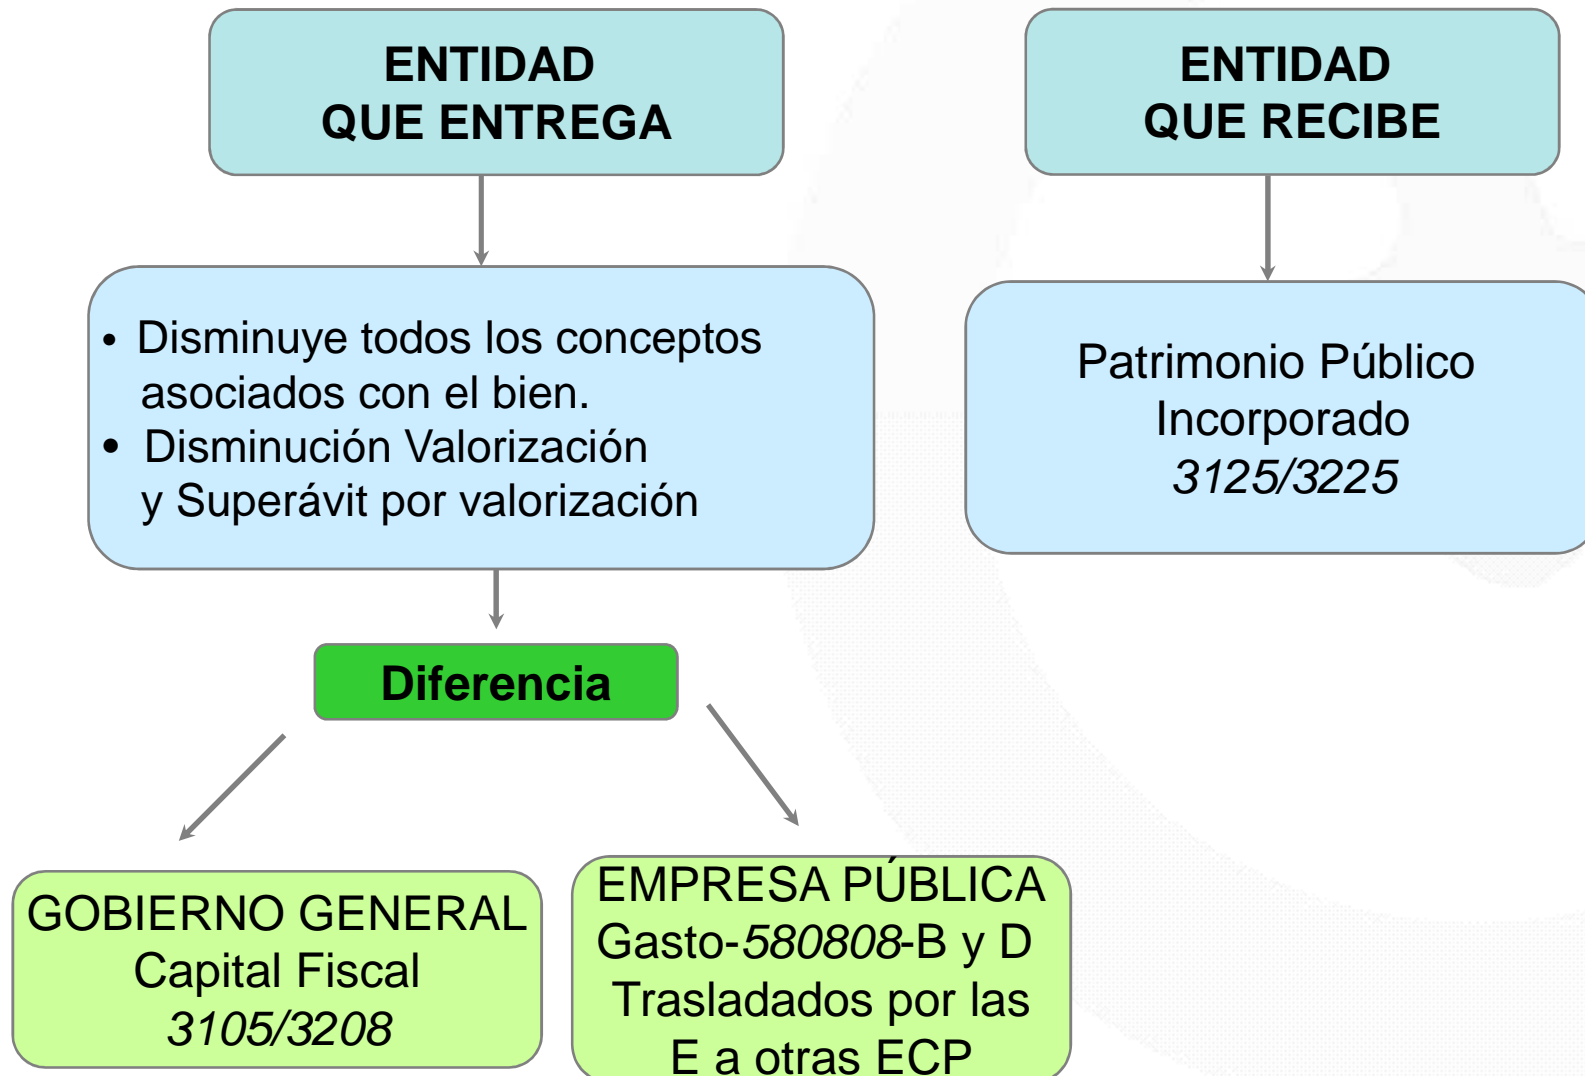 ENTIDAD
QUE ENTREGA
ENTIDAD
QUE RECIBE
• Disminuye todos los conceptos
asociados con el bien.
• Disminución Valorización
y Superávit por valorización
Patrimonio Público
Incorporado
3125/3225
Diferencia
GOBIERNO GENERAL
Capital Fiscal
3105/3208
EMPRESA PÚBLICA
Gasto-580808-B y D
Trasladados por las
E a otras ECP